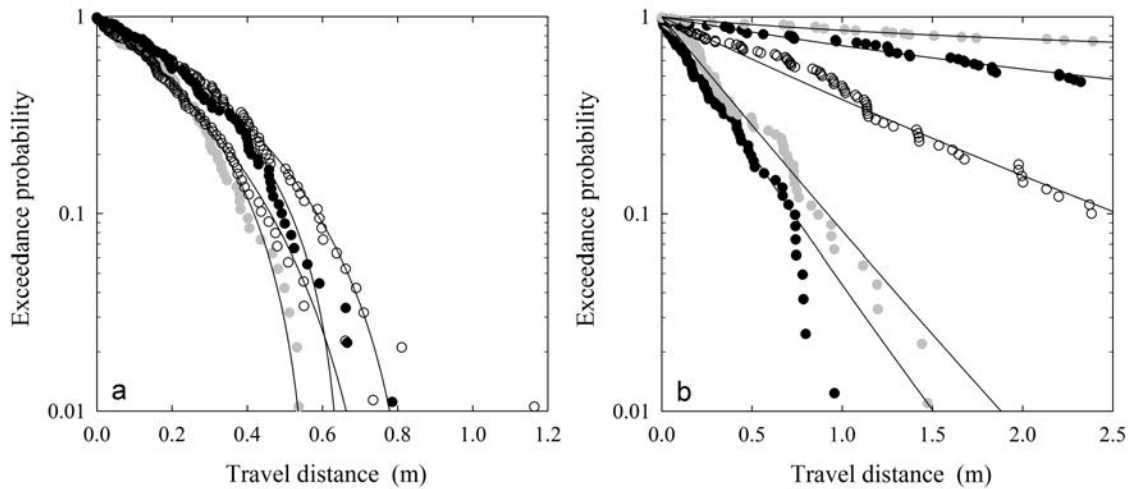 1
0.1
0.01
Exceedance probability
a
0.0 0.2 0.4 0.6 0.8 1.0 1.2
Travel distance (m)
1
0.1
0.01
Exceedance probability
b
0.0 0.5 1.0 1.5 2.0 2.5
Travel distance (m)